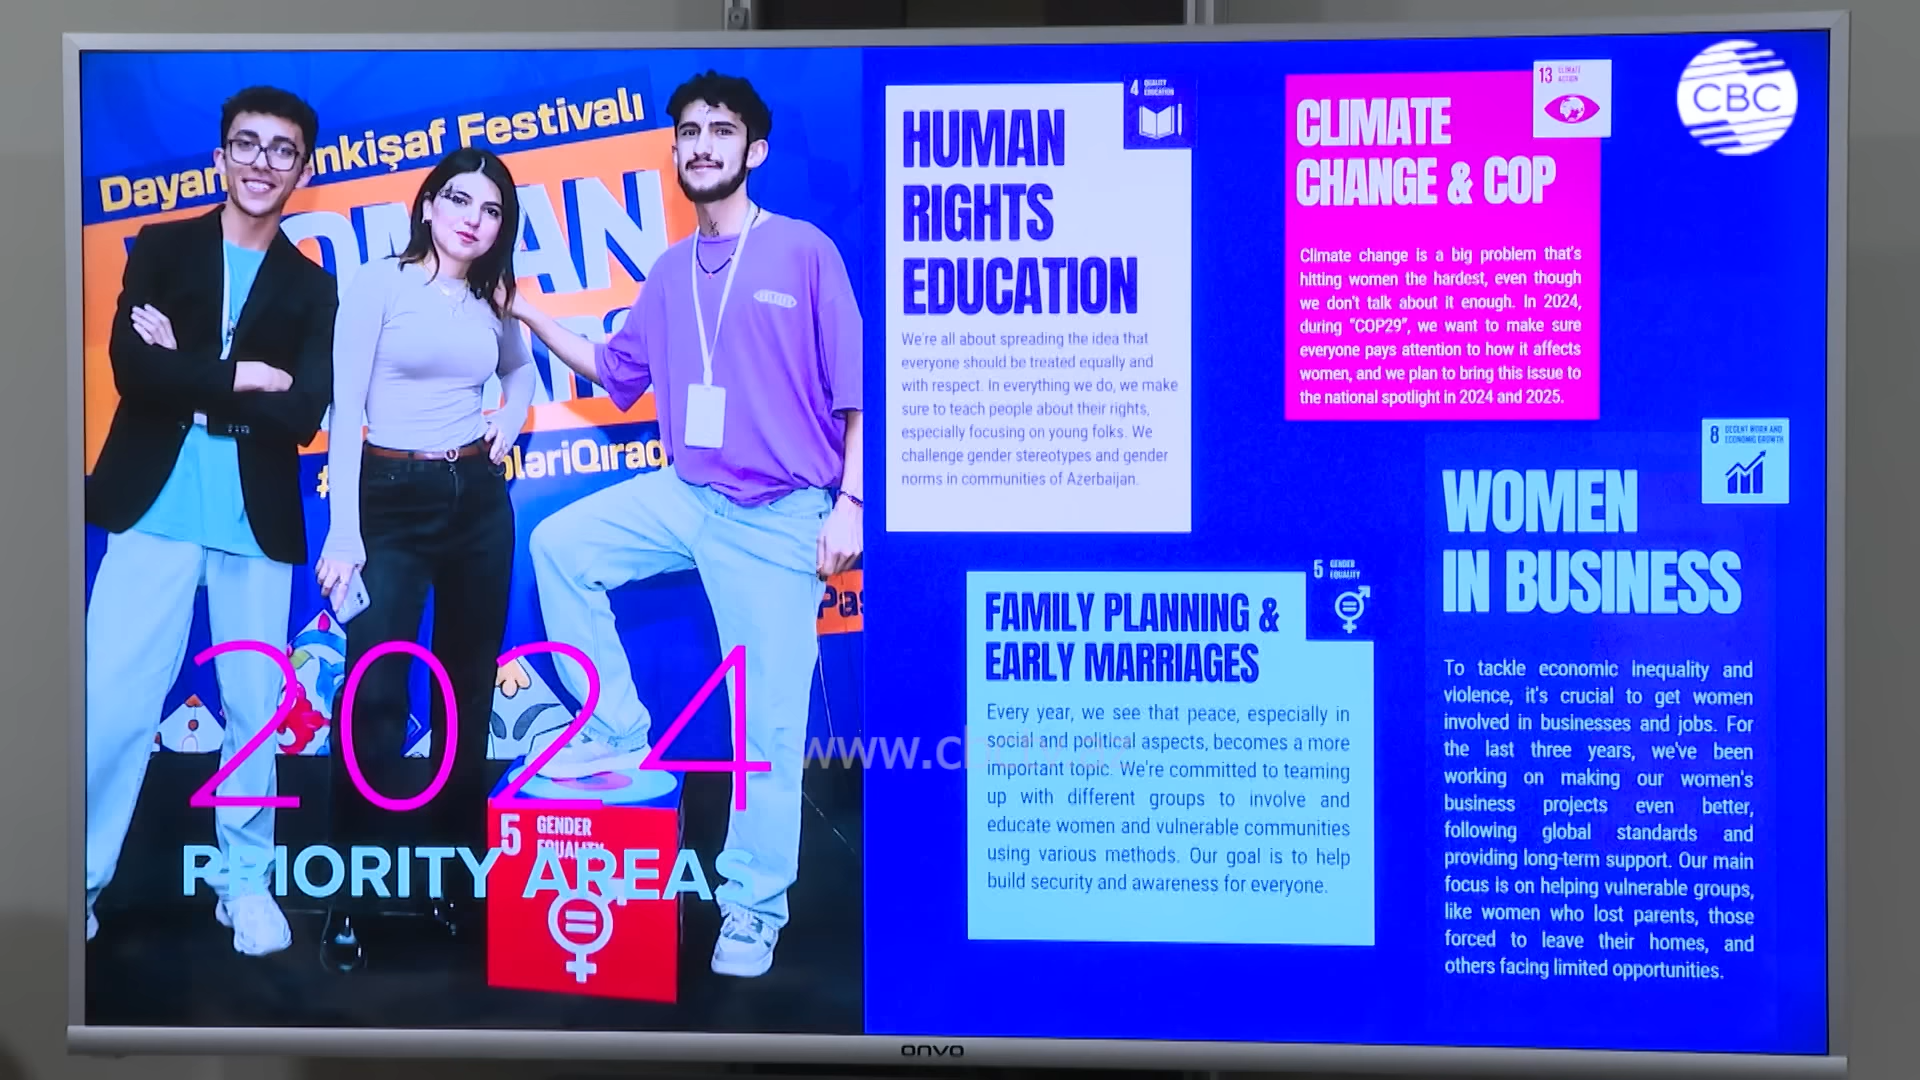 CBC
Dayan nkişaf Festivalı
#
lariQıraq
Pas
2024
PRIORITY AREAS
5 GENDER
EQUALITY
4 QUALITY
EDUCATION
HUMAN
RIGHTS
EDUCATION
We're all about spreading the idea that
everyone should be treated equally and
with respect. In everything we do, we make
sure to teach people about their rights,
especially focusing on young folks. We
challenge gender stereotypes and gender
norms in communities of Azerbaijan.
13 CLIMATE
ACTION
CLIMATE
CHANGE & COP
Climate change is a big problem that's
hitting women the hardest, even though
we don't talk about it enough. In 2024,
during "COP29", we want to make sure
everyone pays attention to how it affects
women, and we plan to bring this issue to
the national spotlight in 2024 and 2025.
5 GENDER
EQUALITY
FAMILY PLANNING &
EARLY MARRIAGES
Every year, we see that peace, especially in
social and political aspects, becomes a more
important topic. We're committed to teaming
up with different groups to involve and
educate women and vulnerable communities
using various methods. Our goal is to help
build security and awareness for everyone.
8 DECENT WORK AND
ECONOMIC GROWTH
WOMEN
IN BUSINESS
To tackle economic inequality and
violence, it's crucial to get women
involved in businesses and jobs. For
the last three years, we've been
working on making our women's
business projects even better,
following global standards and
providing long-term support. Our main
focus is on helping vulnerable groups,
like women who lost parents, those
forced to leave their homes, and
others facing limited opportunities.
onvo